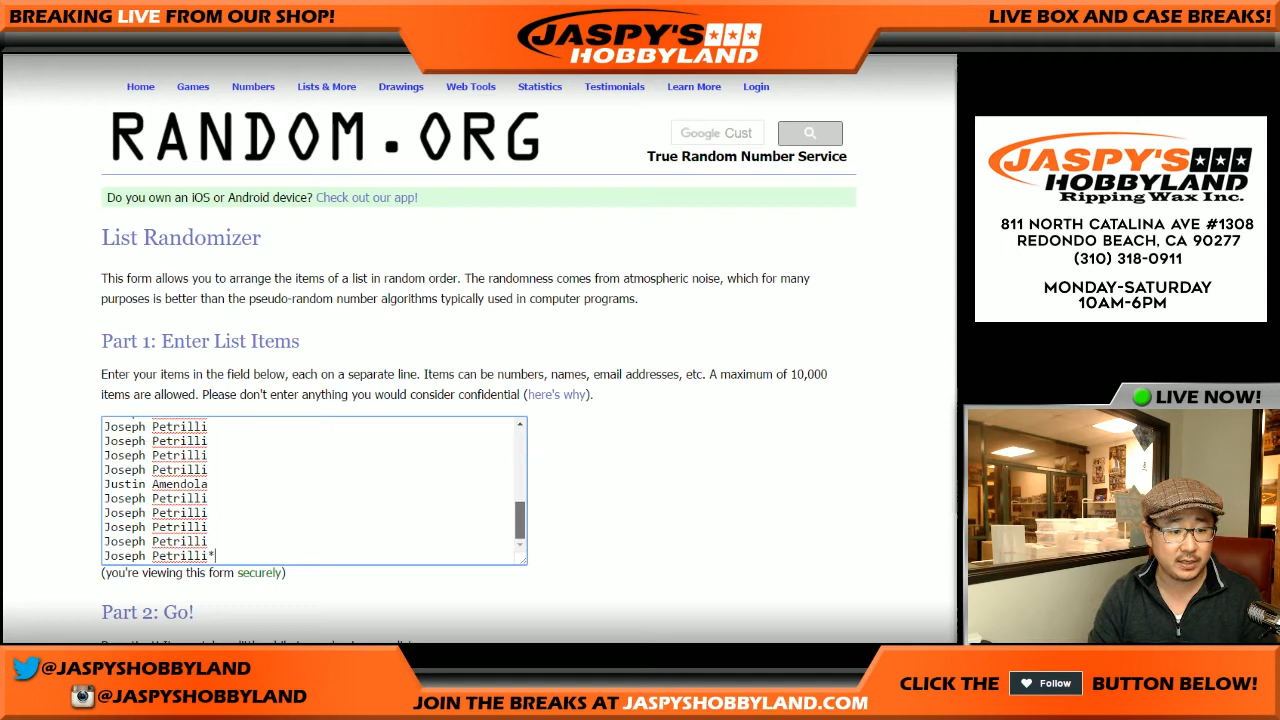 BREAKING LIVE FROM OUR SHOP!
JASPY'S
HOBBYLAND
LIVE BOX AND CASE BREAKS!
Home Games Numbers Lists & More Drawings Web Tools Statistics Testimonials Learn More Login
RANDOM.ORG
Google Cust
True Random Number Service
Do you own an iOS or Android device? Check out our app!
List Randomizer
This form allows you to arrange the items of a list in random order. The randomness comes from atmospheric noise, which for many
purposes is better than the pseudo-random number algorithms typically used in computer programs.
Part 1: Enter List Items
Enter your items in the field below, each on a separate line. Items can be numbers, names, email addresses, etc. A maximum of 10,000
items are allowed. Please don't enter anything you would consider confidential (here's why).
Joseph Petrilli
Joseph Petrilli
Joseph Petrilli
Joseph Petrilli
Justin Amendola
Joseph Petrilli
Joseph Petrilli
Joseph Petrilli
Joseph Petrilli
Joseph Petrilli*
(you're viewing this form securely)
Part 2: Go!
JASPY'S
HOBBYLAND
Ripping Wax Inc.
811 NORTH CATALINA AVE #1308
REDONDO BEACH, CA 90277
(310) 318-0911
MONDAY-SATURDAY
10AM-6PM
LIVE NOW!
@JASPYSHOBBYLAND
@JASPYSHOBBYLAND
JOIN THE BREAKS AT JASPYSHOBBYLAND.COM
CLICK THE Follow BUTTON BELOW!